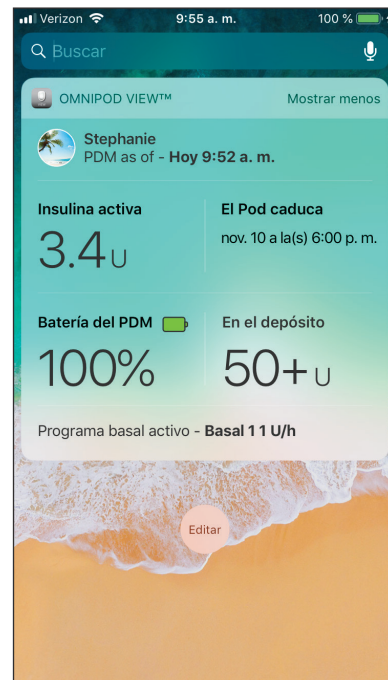 Verizon 9:55 a. m. 100 %
Buscar
OMNIPOD VIEW™ Mostrar menos
Stephanie
PDM as of - Hoy 9:52 a. m.
Insulina activa El Pod caduca
3.4 U nov. 10 a la(s) 6:00 p. m.
Batería del PDM En el depósito
100% 50+ U
Programa basal activo - Basal 1 1 U/h
Editar